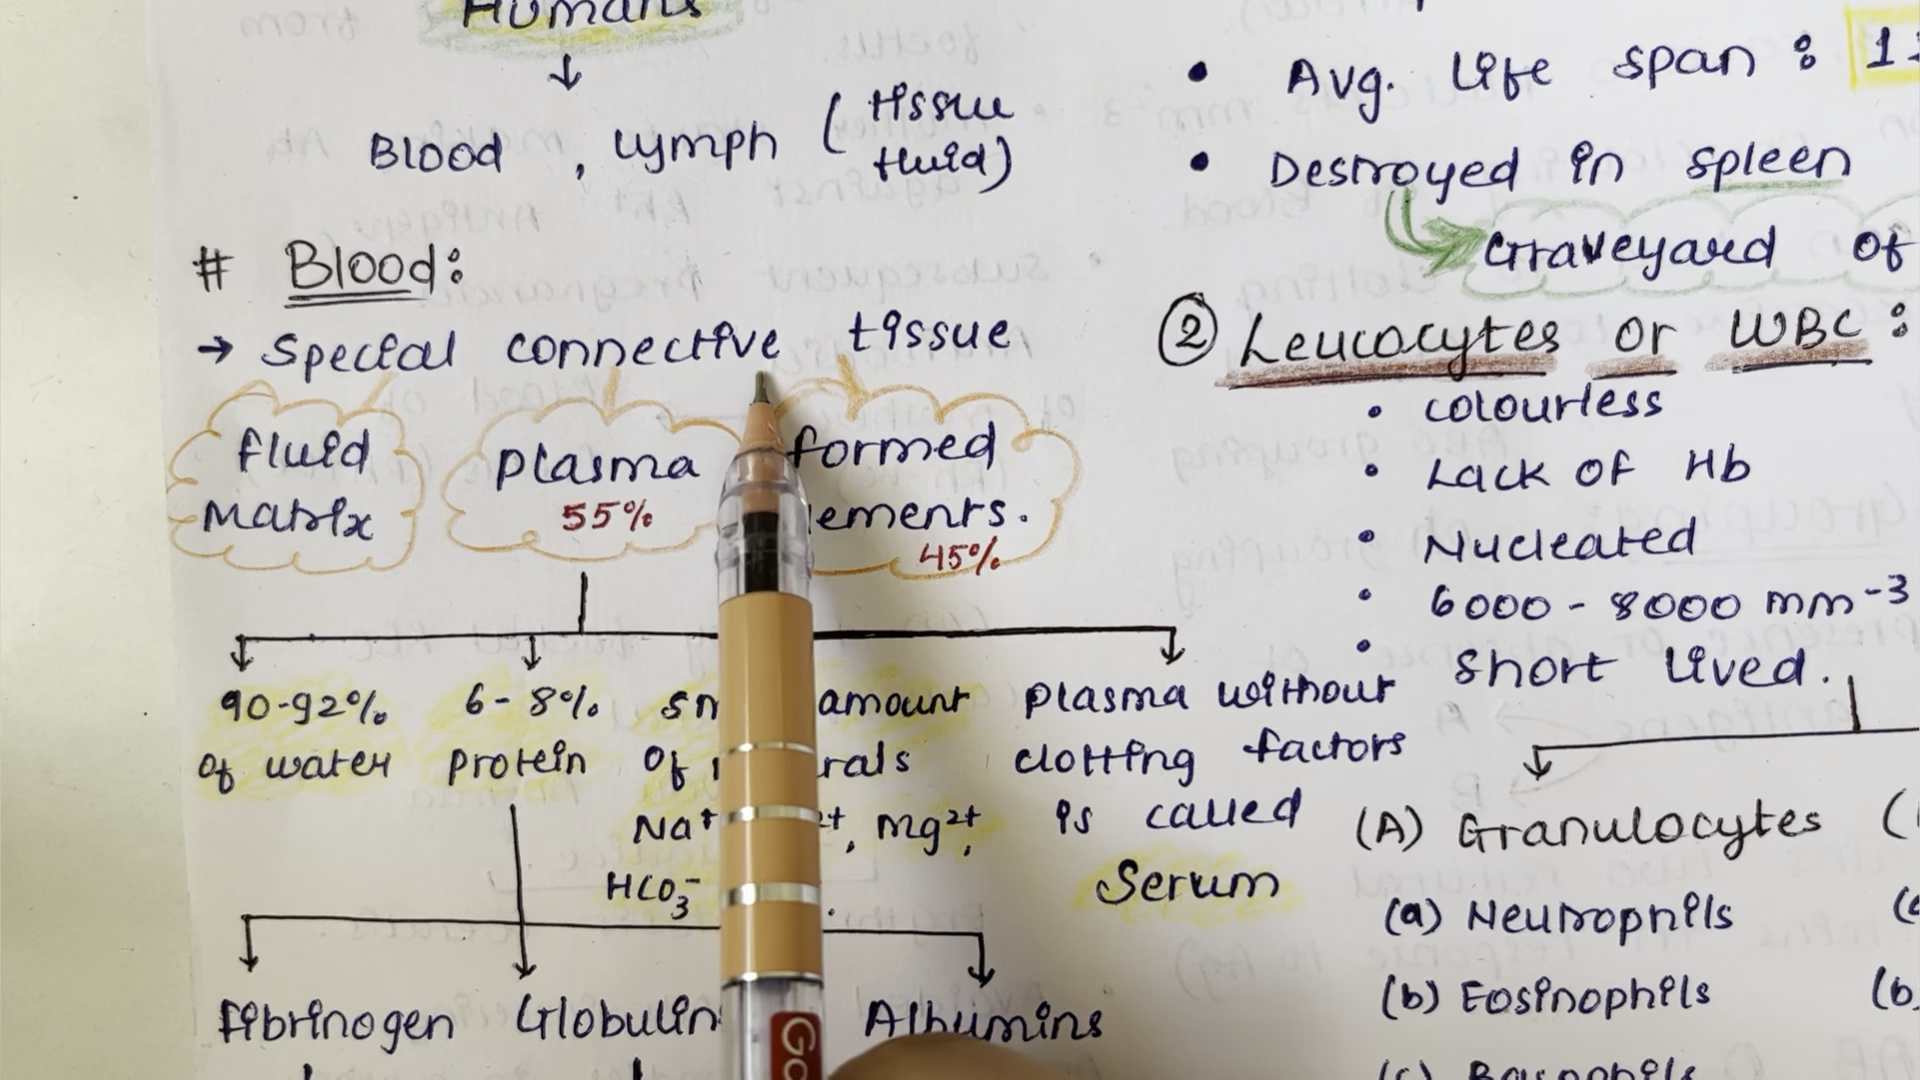 Humans
↓
Blood , Lymph ( tissue
fluid)
# Blood:
→ Special connective tissue
fluid
Matrix
Plasma
55%
formed
ements.
45%
90-92%
of water
6-8%
protein
amount
of rals
Na+ 2+, Mg2+,
HCO3-
plasma without
clotting factors
is called
Serum
Fibrinogen Globulin Albumins
• Avg. life span :
• Destroyed in spleen
Graveyard of
② Leucocytes or WBC :
• colourless
• Lack of Hb
• Nucleated
• 6000 - 8000 mm-3
• Short lived.
(A) Granulocytes
(a) Neutrophils
(b) Eosinophils
(b
(c) Basophils
Go